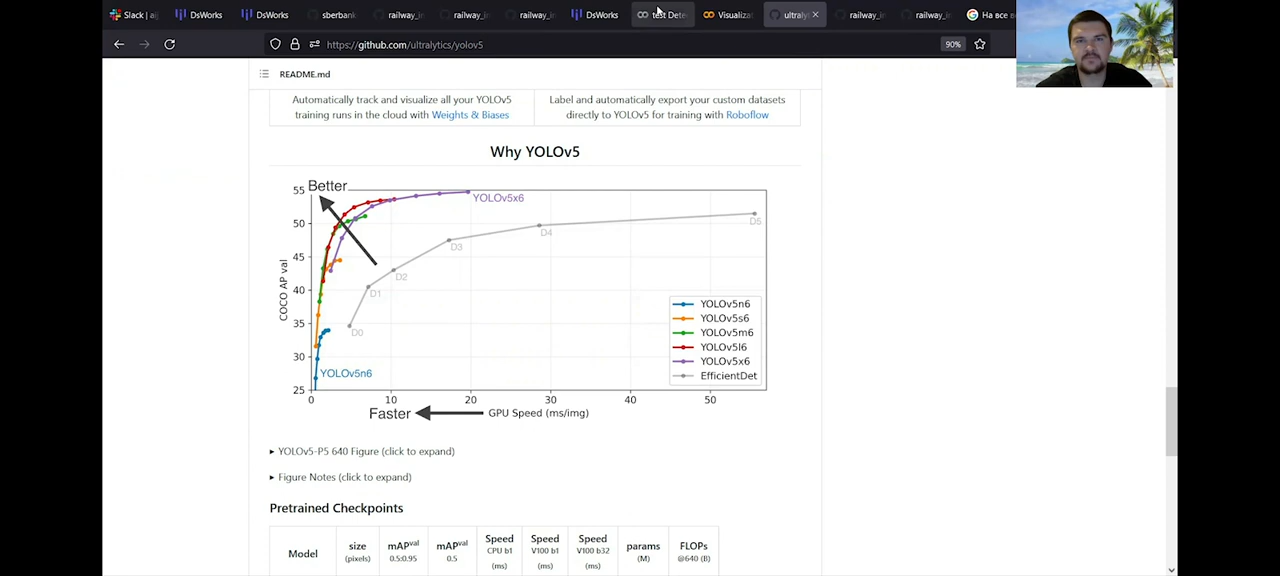 Slack | ai
DsWorks
DsWorks
sberbank
railway_i
railway_i
railway_i
DsWorks
test Dete
Visualizat
ultralyt
railway_i
railway_i
На все в
https://github.com/ultralytics/yolov5
90%
README.md
Automatically track and visualize all your YOLOv5
training runs in the cloud with Weights & Biases
Label and automatically export your custom datasets
directly to YOLOv5 for training with Roboflow
Why YOLOv5
Better
55
50
45
40
35
30
25
COCO AP val
YOLOv5x6
D5
D4
D3
D2
D1
D0
YOLOv5n6
YOLOv5n6
YOLOv5s6
YOLOv5m6
YOLOv5l6
YOLOv5x6
EfficientDet
0 10 20 30 40 50
Faster
GPU Speed (ms/img)
YOLOv5-P5 640 Figure (click to expand)
Figure Notes (click to expand)
Pretrained Checkpoints
Model
size
(pixels)
mAPval
0.5:0.95
mAPval
0.5
Speed
CPU b1
(ms)
Speed
V100 b1
(ms)
Speed
V100 b32
(ms)
params
(M)
FLOPs
@640 (B)